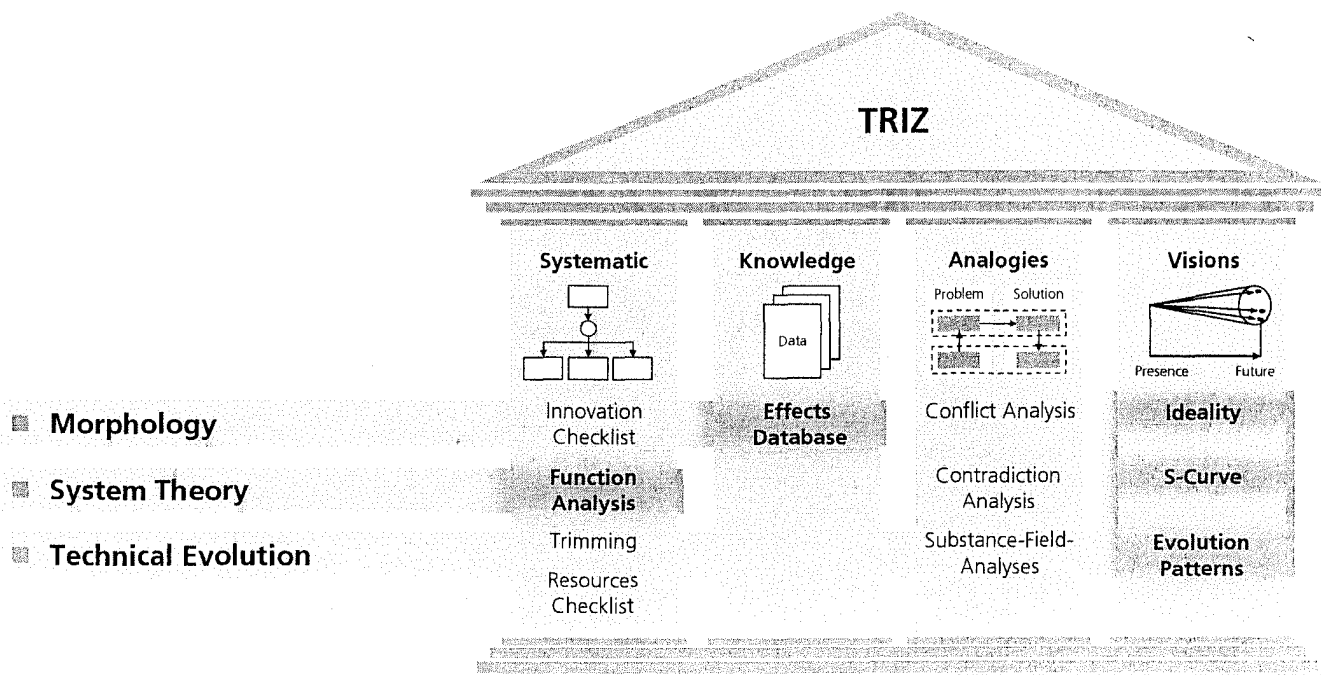 TRIZ
Systematic
Knowledge
Analogies
Visions
Problem
Solution
Data
Presence
Future
Morphology
System Theory
Technical Evolution
Innovation
Checklist
Function
Analysis
Trimming
Resources
Checklist
Effects
Database
Conflict Analysis
Contradiction
Analysis
Substance-Field-
Analyses
Ideality
S-Curve
Evolution
Patterns